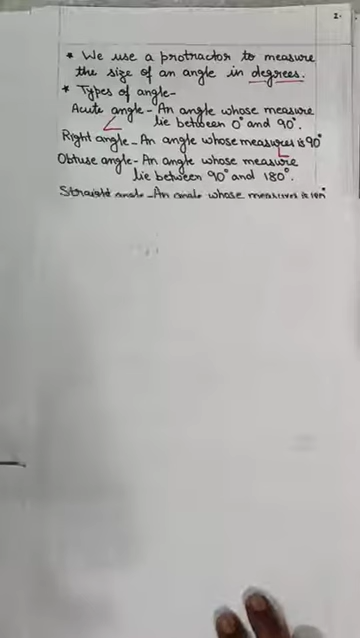 2.
* We use a protractor to measure
the size of an angle in degrees.
* Types of angle-
Acute angle - An angle whose measure
lie between 0° and 90°.
Right angle - An angle whose measures is 90°
Obtuse angle - An angle whose measure
lie between 90° and 180°.
Straight angle - An angle whose measures is 180°